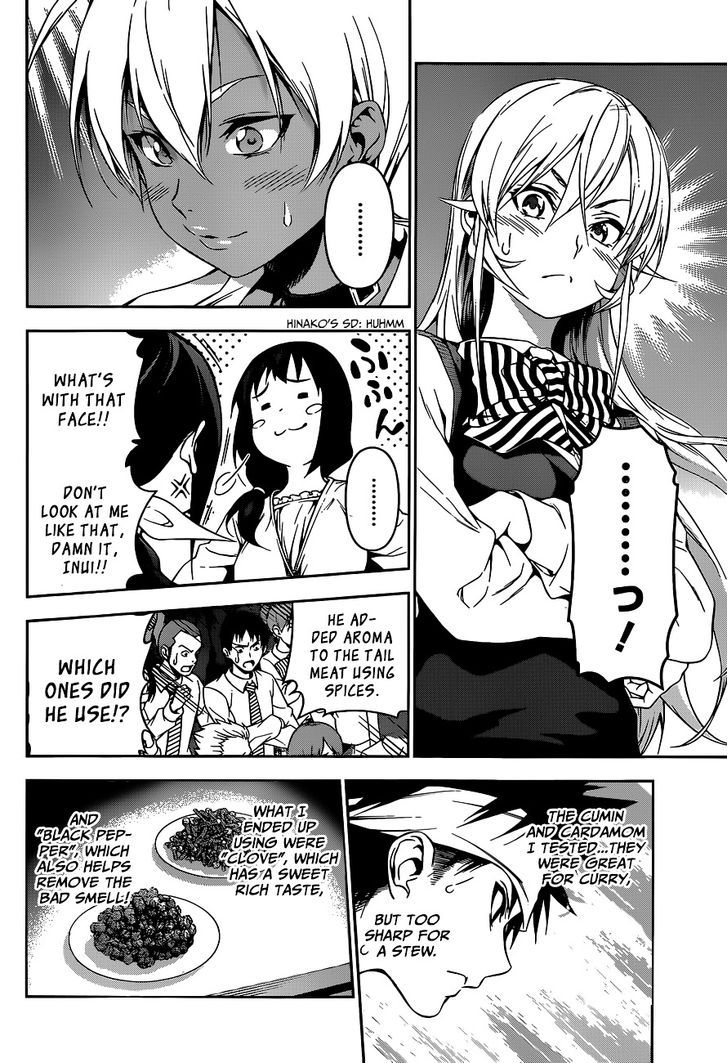 ………っ！
………
HINAKO'S SD: HUHMM
ふふーん
………
WHAT'S
WITH THAT
FACE!!
DON'T
LOOK AT ME
LIKE THAT,
DAMN IT,
INUI!!
HE AD-
DED AROMA
TO THE TAIL
MEAT USING
SPICES.
WHICH
ONES DID
HE USE!?
THE CUMIN
AND CARDAMOM
I TESTED...THEY
WERE GREAT
FOR CURRY,
BUT TOO
SHARP FOR
A STEW.
WHAT I
ENDED UP
USING WERE
"CLOVE", WHICH
HAS A SWEET
RICH TASTE,
AND
"BLACK PEP-
PER", WHICH
ALSO HELPS
REMOVE THE
BAD SMELL!